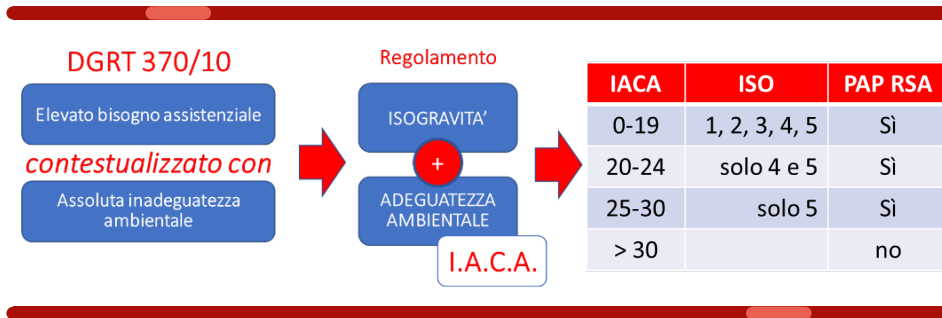 DGRT 370/10
Elevato bisogno assistenziale
contestualizzato con
Assoluta inadeguatezza
ambientale
Regolamento
ISOGRAVITA’
+
ADEGUATEZZA
AMBIENTALE
I.A.C.A.
IACA ISO PAP RSA
0-19 1, 2, 3, 4, 5 Sì
20-24 solo 4 e 5 Sì
25-30 solo 5 Sì
> 30 no